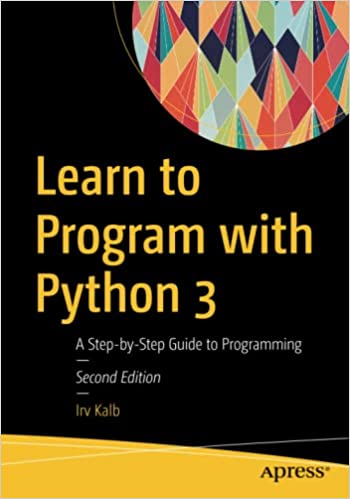 Learn to
Program with
Python 3
A Step-by-Step Guide to Programming
—
Second Edition
—
Irv Kalb
Apress®